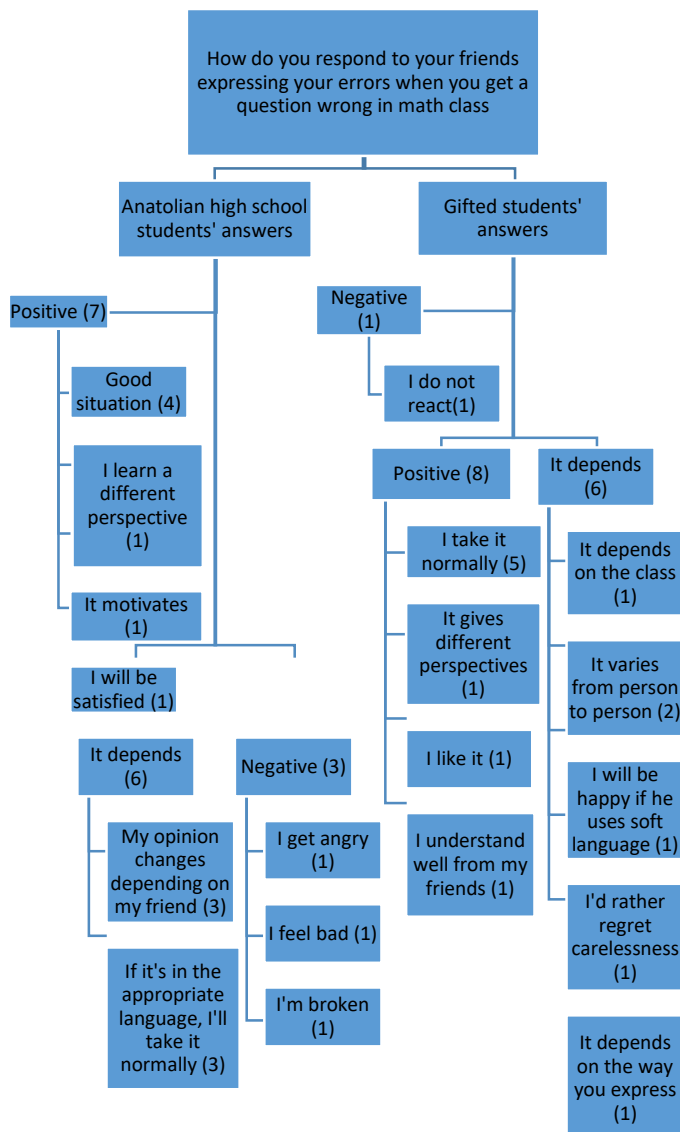 How do you respond to your friends
expressing your errors when you get a
question wrong in math class
Anatolian high school
students' answers
Positive (7)
Good
situation (4)
I learn a
different
perspective
(1)
It motivates
(1)
I will be
satisfied (1)
It depends
(6)
My opinion
changes
depending on
my friend (3)
If it's in the
appropriate
language, I'll
take it
normally (3)
Negative (3)
I get angry
(1)
I feel bad (1)
I'm broken
(1)
Gifted students'
answers
Negative
(1)
I do not
react(1)
Positive (8)
I take it
normally (5)
It gives
different
perspectives
(1)
I like it (1)
I understand
well from my
friends (1)
It depends
(6)
It depends
on the class
(1)
It varies
from person
to person (2)
I will be
happy if he
uses soft
language (1)
I'd rather
regret
carelessness
(1)
It depends
on the way
you express
(1)